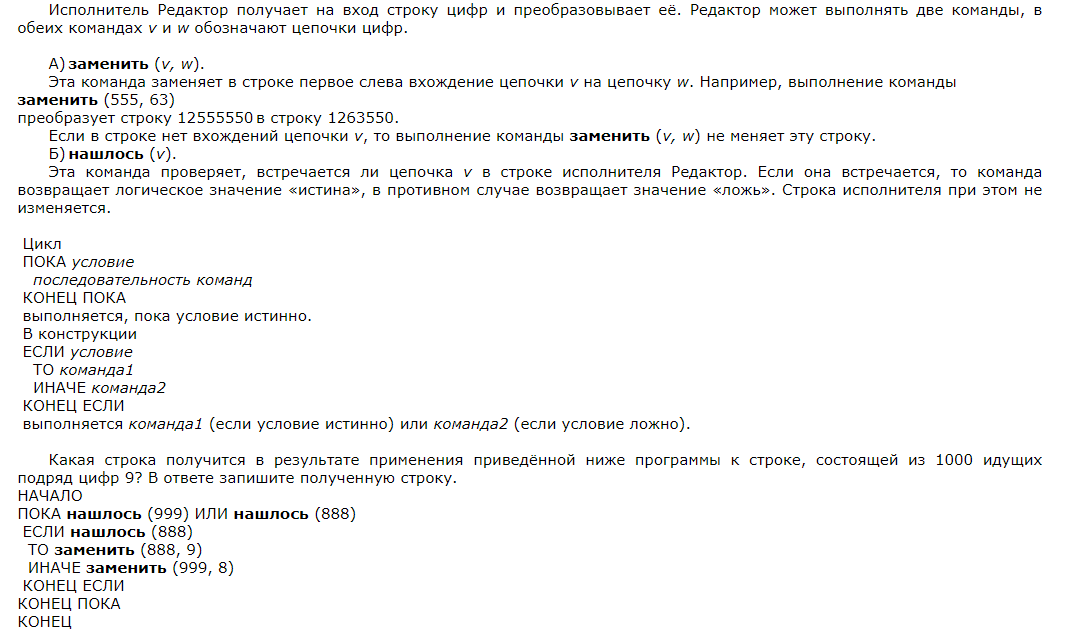 Исполнитель Редактор получает на вход строку цифр и преобразовывает её. Редактор может выполнять две команды, в
обеих командах v и w обозначают цепочки цифр.
А) заменить (v, w).
Эта команда заменяет в строке первое слева вхождение цепочки v на цепочку w. Например, выполнение команды
заменить (555, 63)
преобразует строку 12555550 в строку 1263550.
Если в строке нет вхождений цепочки v, то выполнение команды заменить (v, w) не меняет эту строку.
Б) нашлось (v).
Эта команда проверяет, встречается ли цепочка v в строке исполнителя Редактор. Если она встречается, то команда
возвращает логическое значение «истина», в противном случае возвращает значение «ложь». Строка исполнителя при этом не
изменяется.
Цикл
ПОКА условие
последовательность команд
КОНЕЦ ПОКА
выполняется, пока условие истинно.
В конструкции
ЕСЛИ условие
ТО команда1
ИНАЧЕ команда2
КОНЕЦ ЕСЛИ
выполняется команда1 (если условие истинно) или команда2 (если условие ложно).
Какая строка получится в результате применения приведённой ниже программы к строке, состоящей из 1000 идущих
подряд цифр 9? В ответе запишите полученную строку.
НАЧАЛО
ПОКА нашлось (999) ИЛИ нашлось (888)
ЕСЛИ нашлось (888)
ТО заменить (888, 9)
ИНАЧЕ заменить (999, 8)
КОНЕЦ ЕСЛИ
КОНЕЦ ПОКА
КОНЕЦ